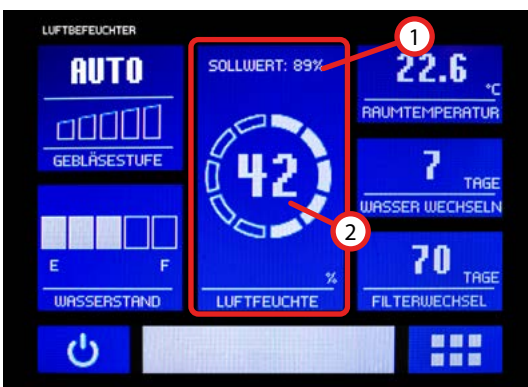 LUFTBEFEUCHTER
AUTO
GEBLÄSESTUFE
E F
WASSERSTAND
SOLLWERT: 89%
42
%
LUFTFEUCHTE
22.6 °C
RAUMTEMPERATUR
7 TAGE
WASSER WECHSELN
70 TAGE
FILTERWECHSEL
1
2